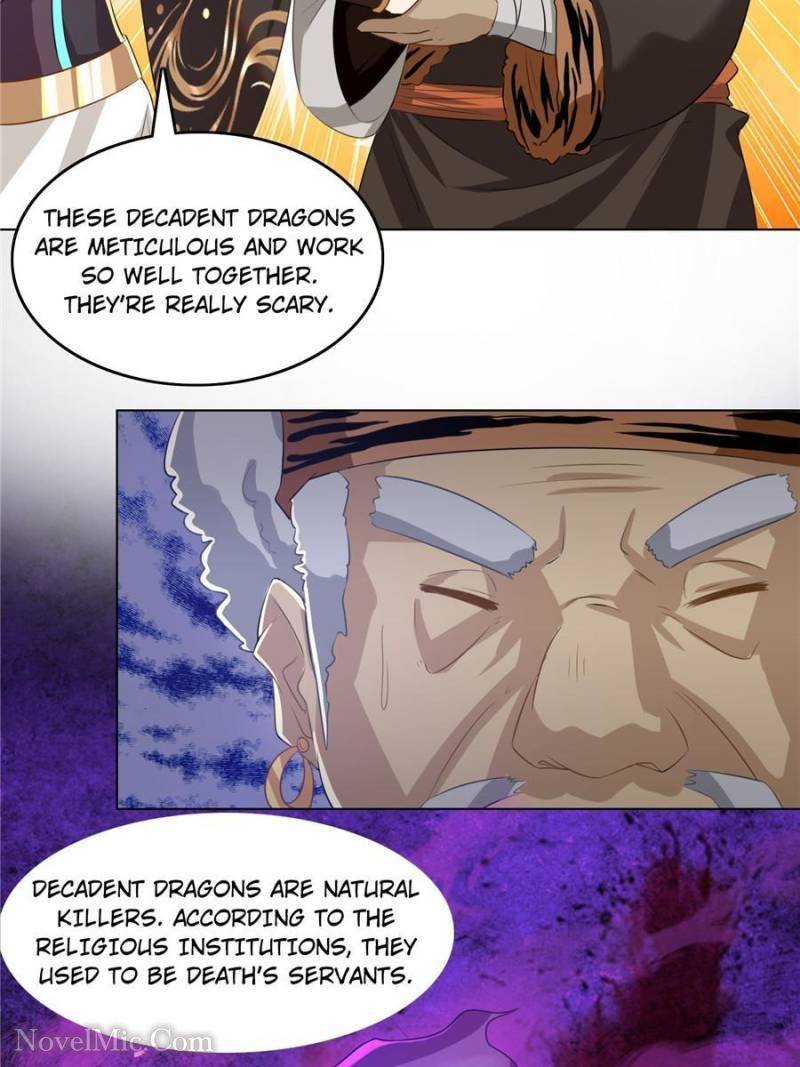 THESE DECADENT DRAGONS
ARE METICULOUS AND WORK
SO WELL TOGETHER.
THEY'RE REALLY SCARY.
DECADENT DRAGONS ARE NATURAL
KILLERS. ACCORDING TO THE
RELIGIOUS INSTITUTIONS, THEY
USED TO BE DEATH'S SERVANTS.
NovelMic.Com